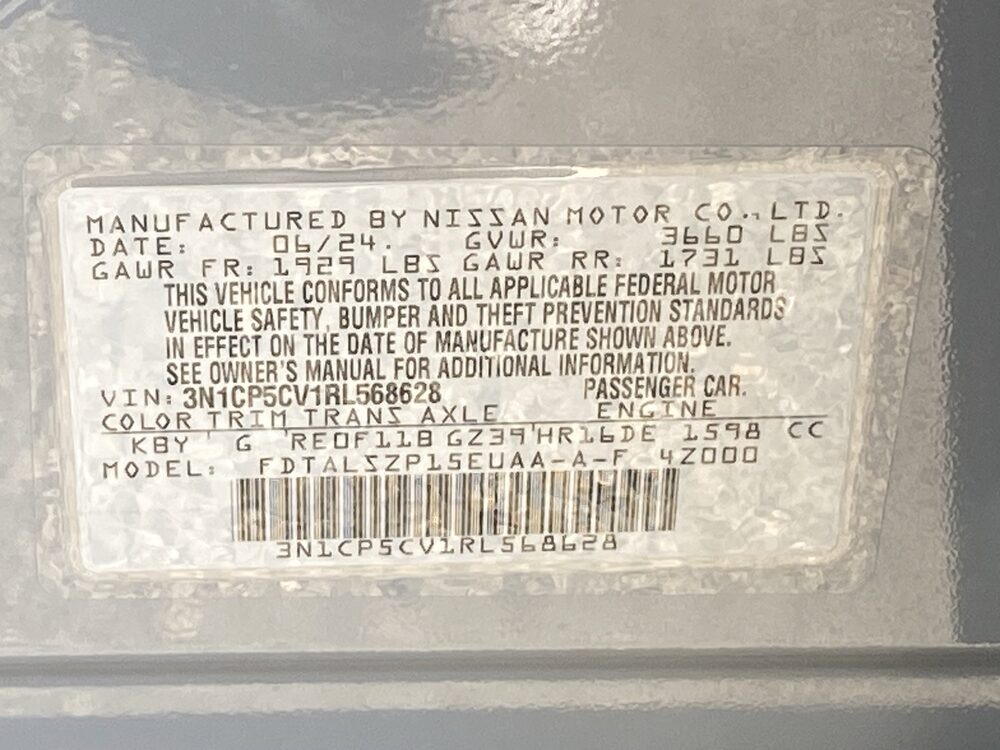 MANUFACTURED BY NISSAN MOTOR CO., LTD.
DATE: 06/24. GVWR: 3660 LBS
GAWR FR: 1929 LBS GAWR RR: 1731 LBS
THIS VEHICLE CONFORMS TO ALL APPLICABLE FEDERAL MOTOR
VEHICLE SAFETY, BUMPER AND THEFT PREVENTION STANDARDS
IN EFFECT ON THE DATE OF MANUFACTURE SHOWN ABOVE.
SEE OWNER'S MANUAL FOR ADDITIONAL INFORMATION.
VIN: 3N1CP5CV1RL568628 PASSENGER CAR.
COLOR TRIM TRANS AXLE ENGINE
KBY G RE0F11B GZ39 HR16DE 1598 CC
MODEL: FDTALSZP15EUAA-A-F 4Z000
3N1CP5CV1RL568628